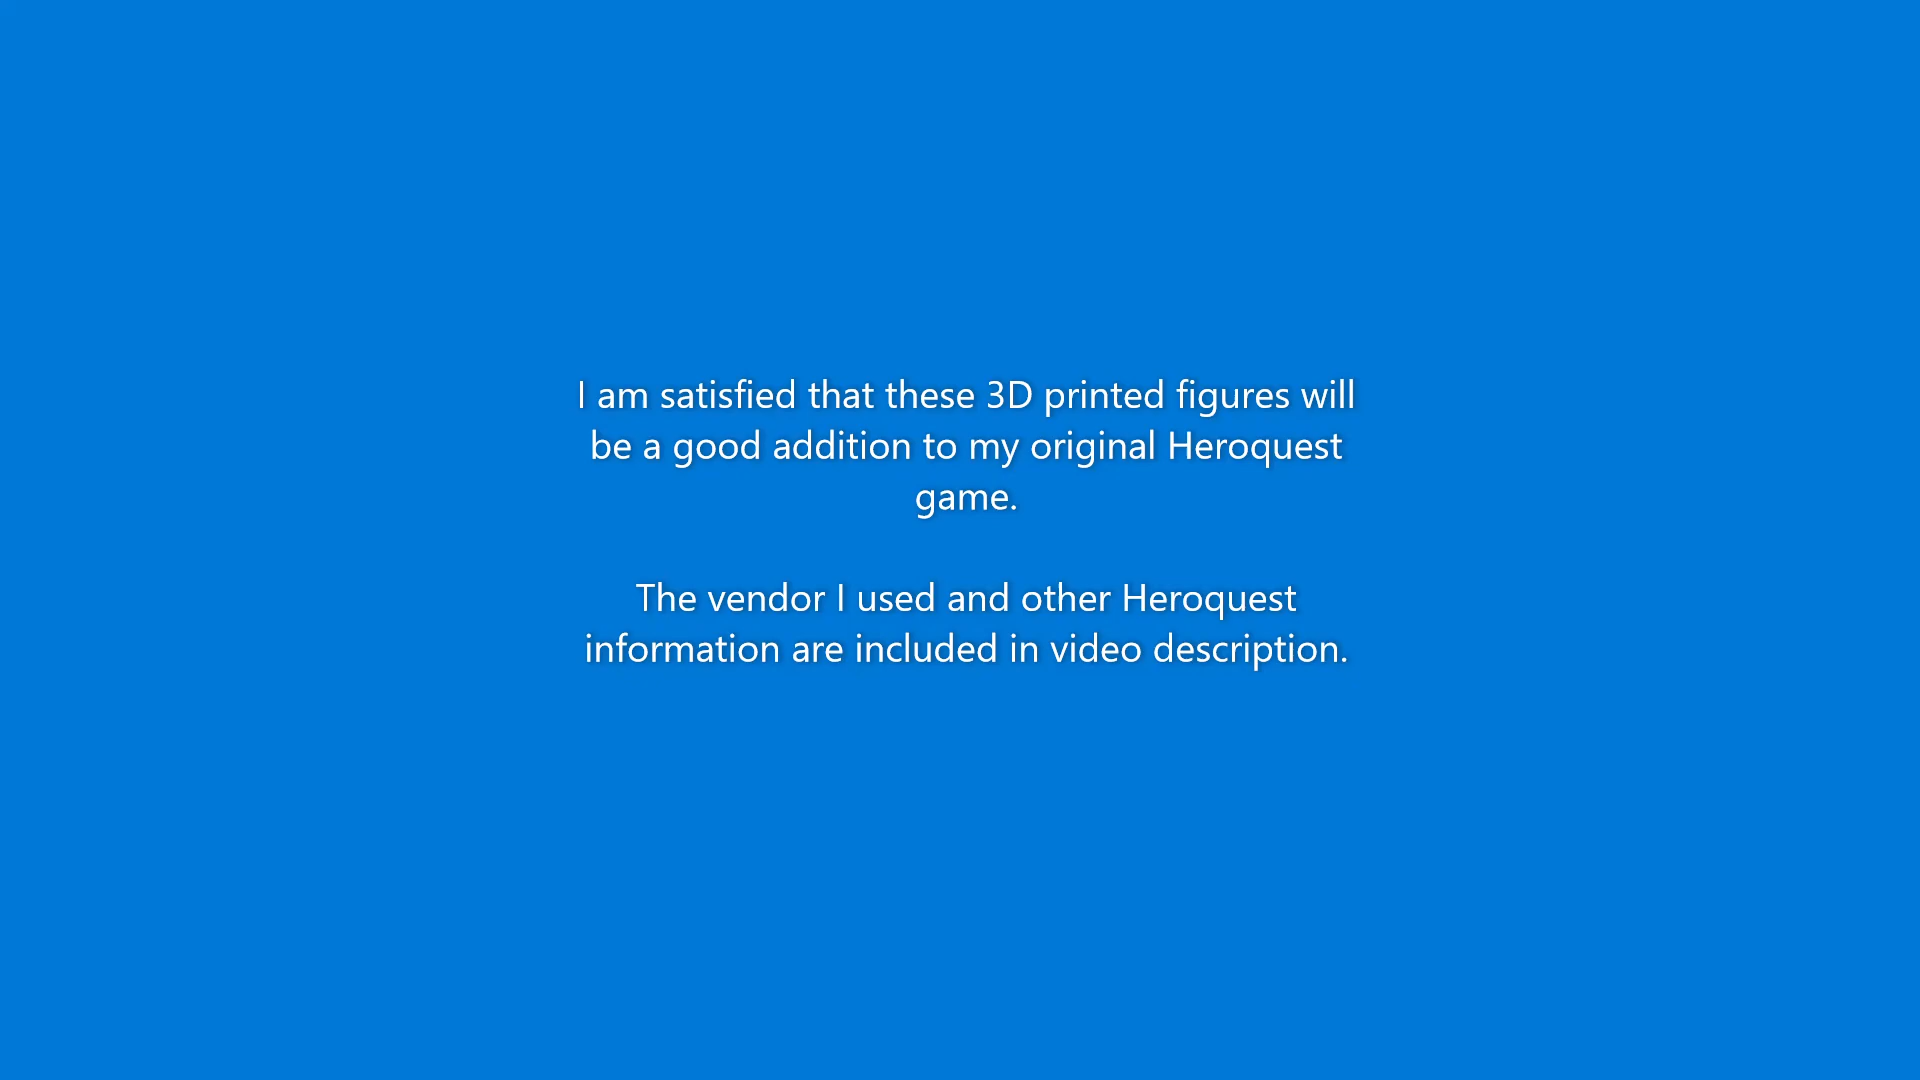 I am satisfied that these 3D printed figures will
be a good addition to my original Heroquest
game.
The vendor I used and other Heroquest
information are included in video description.